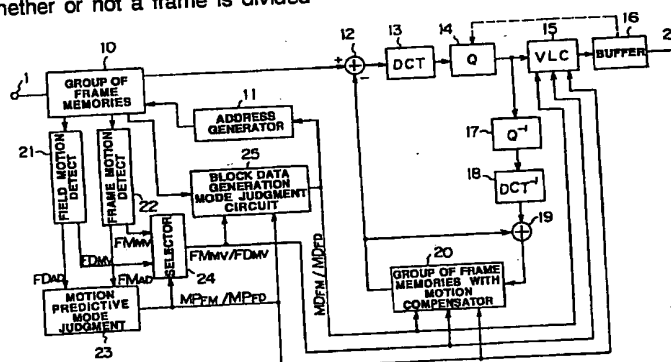 whether or not a frame is divided
10
GROUP OF
FRAME
MEMORIES
1
11
ADDRESS
GENERATOR
12
+
−
13
DCT
14
Q
15
VLC
16
BUFFER
2
17
Q⁻¹
18
DCT⁻¹
19
20
GROUP OF FRAME
MEMORIES WITH
MOTION
COMPENSATOR
21
FIELD MOTION
DETECT
FRAME MOTION
DETECT
22
25
BLOCK DATA
GENERATION
MODE JUDGMENT
CIRCUIT
FMMV
FDMV
SELECTOR
24
FMMV/FDMV
MDFM/MDFD
FDAD
FMAD
MOTION
PREDICTIVE
MODE
JUDGMENT
23
MPFM/MPFD